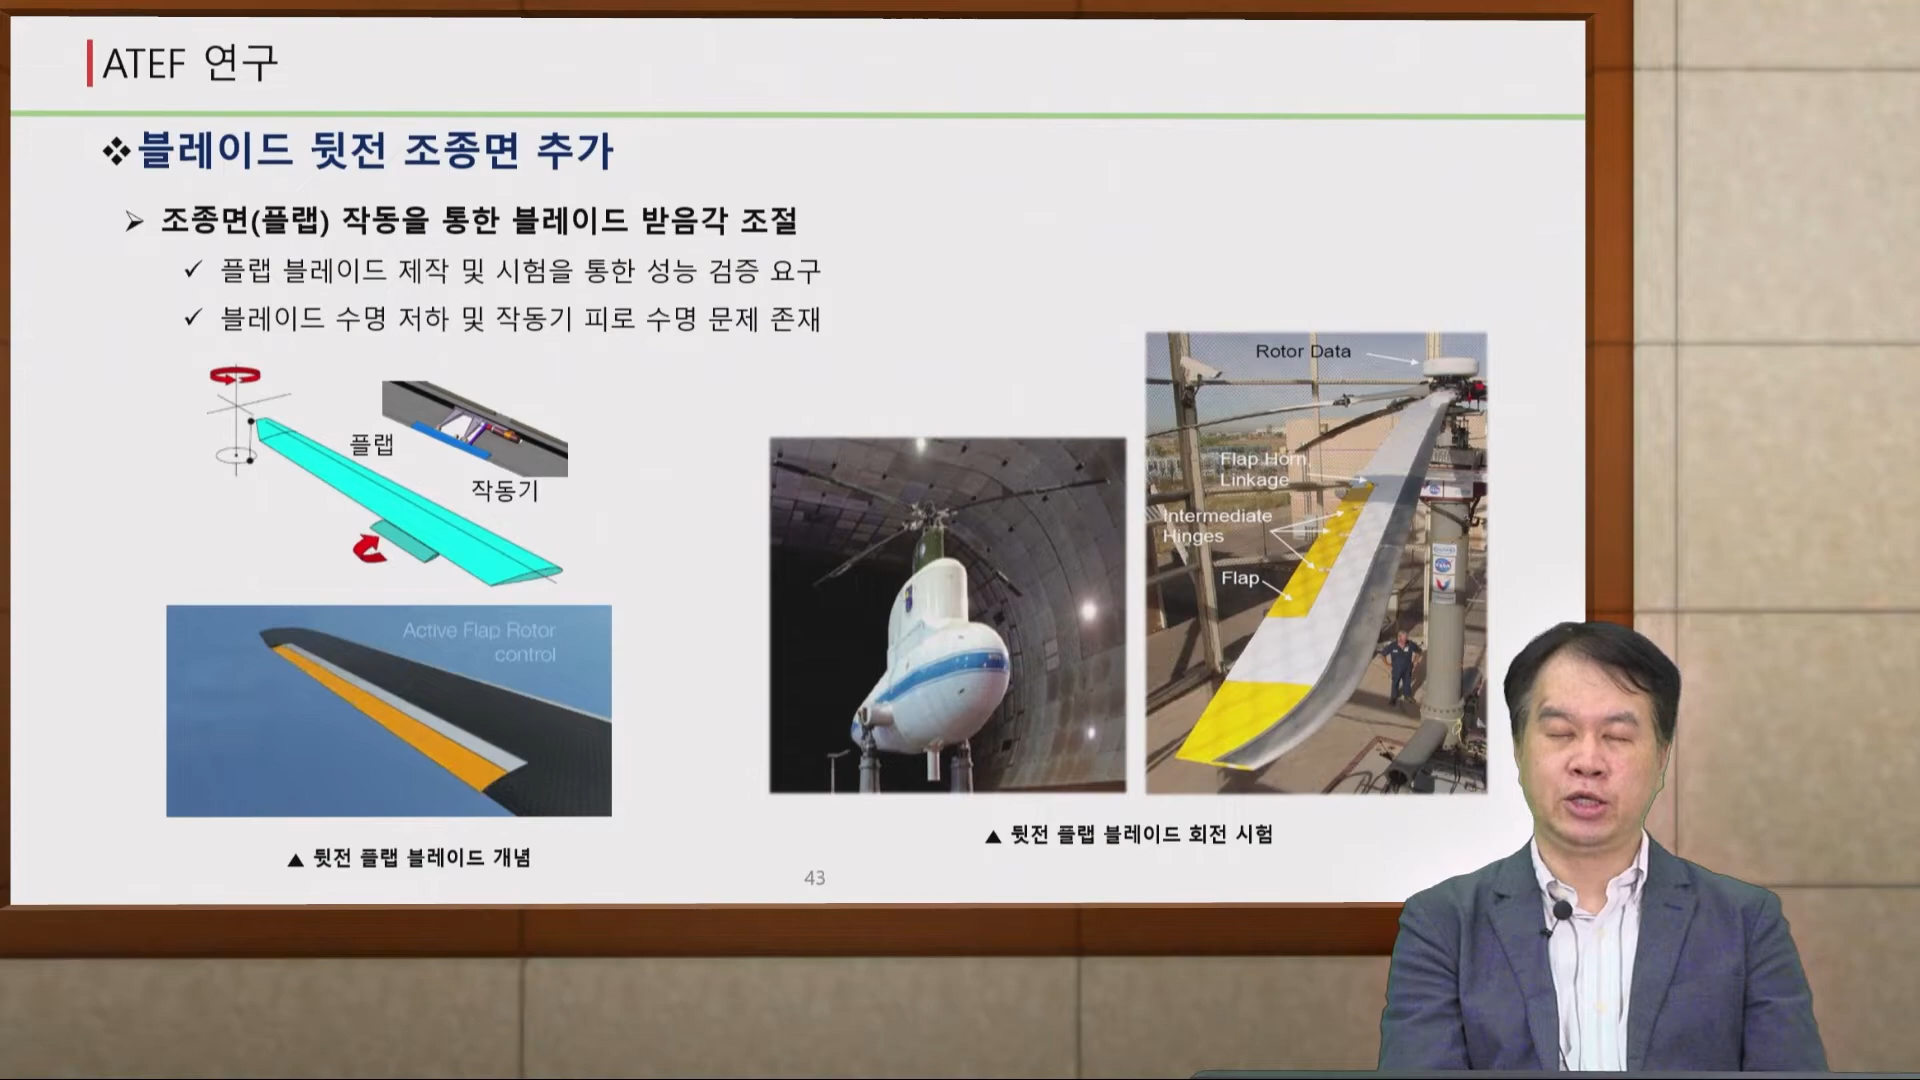 ATEF 연구
❖블레이드 뒷전 조종면 추가
➢ 조종면(플랩) 작동을 통한 블레이드 받음각 조절
✓ 플랩 블레이드 제작 및 시험을 통한 성능 검증 요구
✓ 블레이드 수명 저하 및 작동기 피로 수명 문제 존재
플랩
작동기
Active Flap Rotor
control
▲ 뒷전 플랩 블레이드 개념
Rotor Data
Flap Horn
Linkage
Intermediate
Hinges
Flap
▲ 뒷전 플랩 블레이드 회전 시험
43